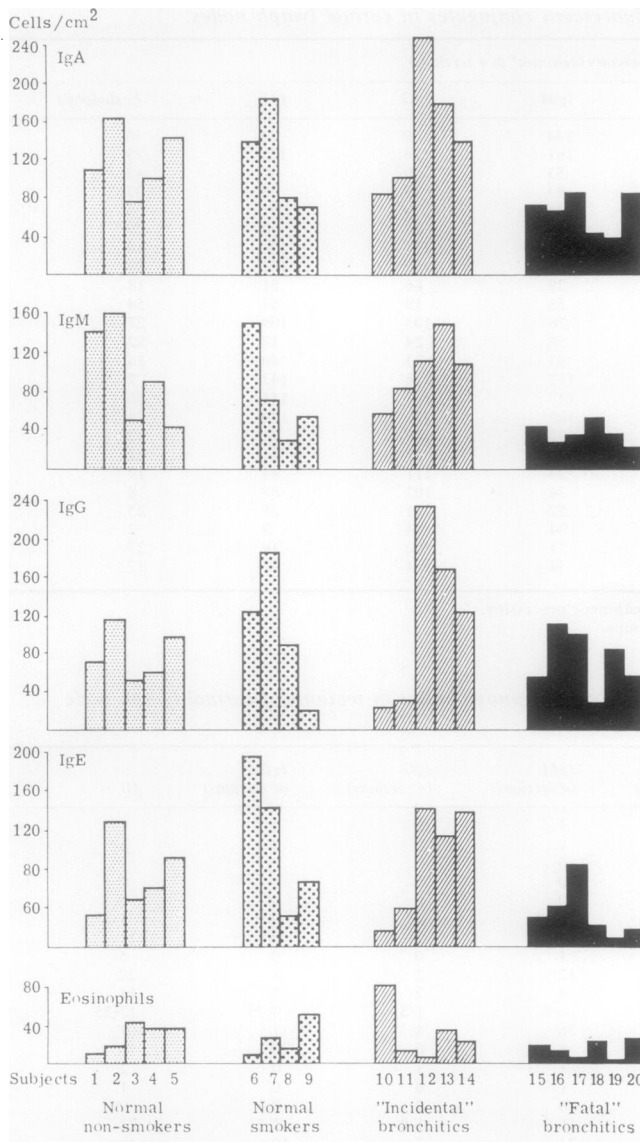 Cells/cm2
240
IgA
200
160
120
80
40
160
IgM
120
80
40
240
IgG
200
160
120
80
40
200
IgE
160
120
80
60
80
Eosinophils
40
Subjects 1 2 3 4 5 6 7 8 9 10 11 12 13 14 15 16 17 18 19 20
Normal non-smokers
Normal smokers
"Incidental" bronchitics
"Fatal" bronchitics